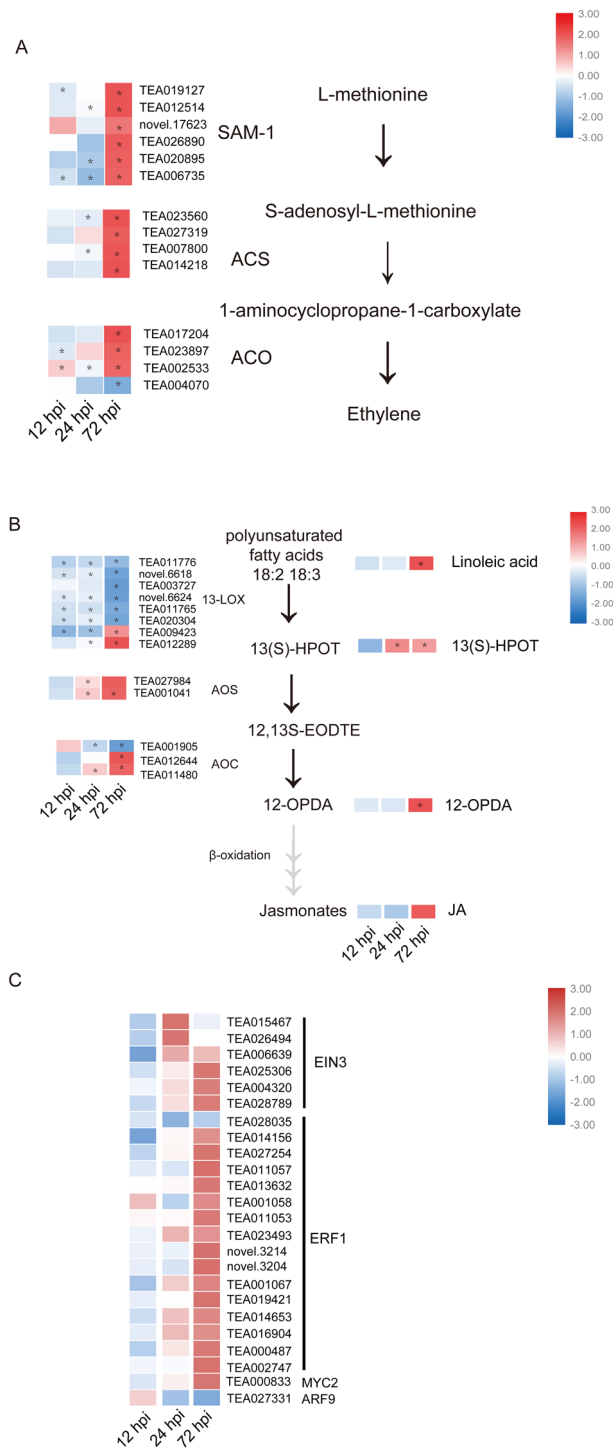 A
3.00
2.00
1.00
0.00
-1.00
-2.00
-3.00
TEA019127
TEA012514
novel.17623
TEA026890
TEA020895
TEA006735
SAM-1
* * * * * * * * * * *
TEA023560
TEA027319
TEA007800
TEA014218
ACS
* * * * * *
TEA017204
TEA023897
TEA002533
TEA004070
ACO
* * * * * * *
12 hpi
24 hpi
72 hpi
L-methionine
S-adenosyl-L-methionine
1-aminocyclopropane-1-carboxylate
Ethylene
B
3.00
2.00
1.00
0.00
-1.00
-2.00
-3.00
TEA011776
novel.6618
TEA003727
novel.6624
TEA011765
TEA020304
TEA009423
TEA012289
13-LOX
TEA027984
TEA001041
AOS
TEA001905
TEA012644
TEA011480
AOC
12 hpi
24 hpi
72 hpi
polyunsaturated
fatty acids
18:2 18:3
13(S)-HPOT
12,13S-EODTE
12-OPDA
β-oxidation
Jasmonates
Linoleic acid
13(S)-HPOT
12-OPDA
JA
12 hpi
24 hpi
72 hpi
C
3.00
2.00
1.00
0.00
-1.00
-2.00
-3.00
TEA015467
TEA026494
TEA006639
TEA025306
TEA004320
TEA028789
EIN3
TEA028035
TEA014156
TEA027254
TEA011057
TEA013632
TEA001058
TEA011053
TEA023493
novel.3214
novel.3204
TEA001067
TEA019421
TEA014653
TEA016904
TEA000487
TEA002747
ERF1
TEA000833 MYC2
TEA027331 ARF9
12 hpi
24 hpi
72 hpi